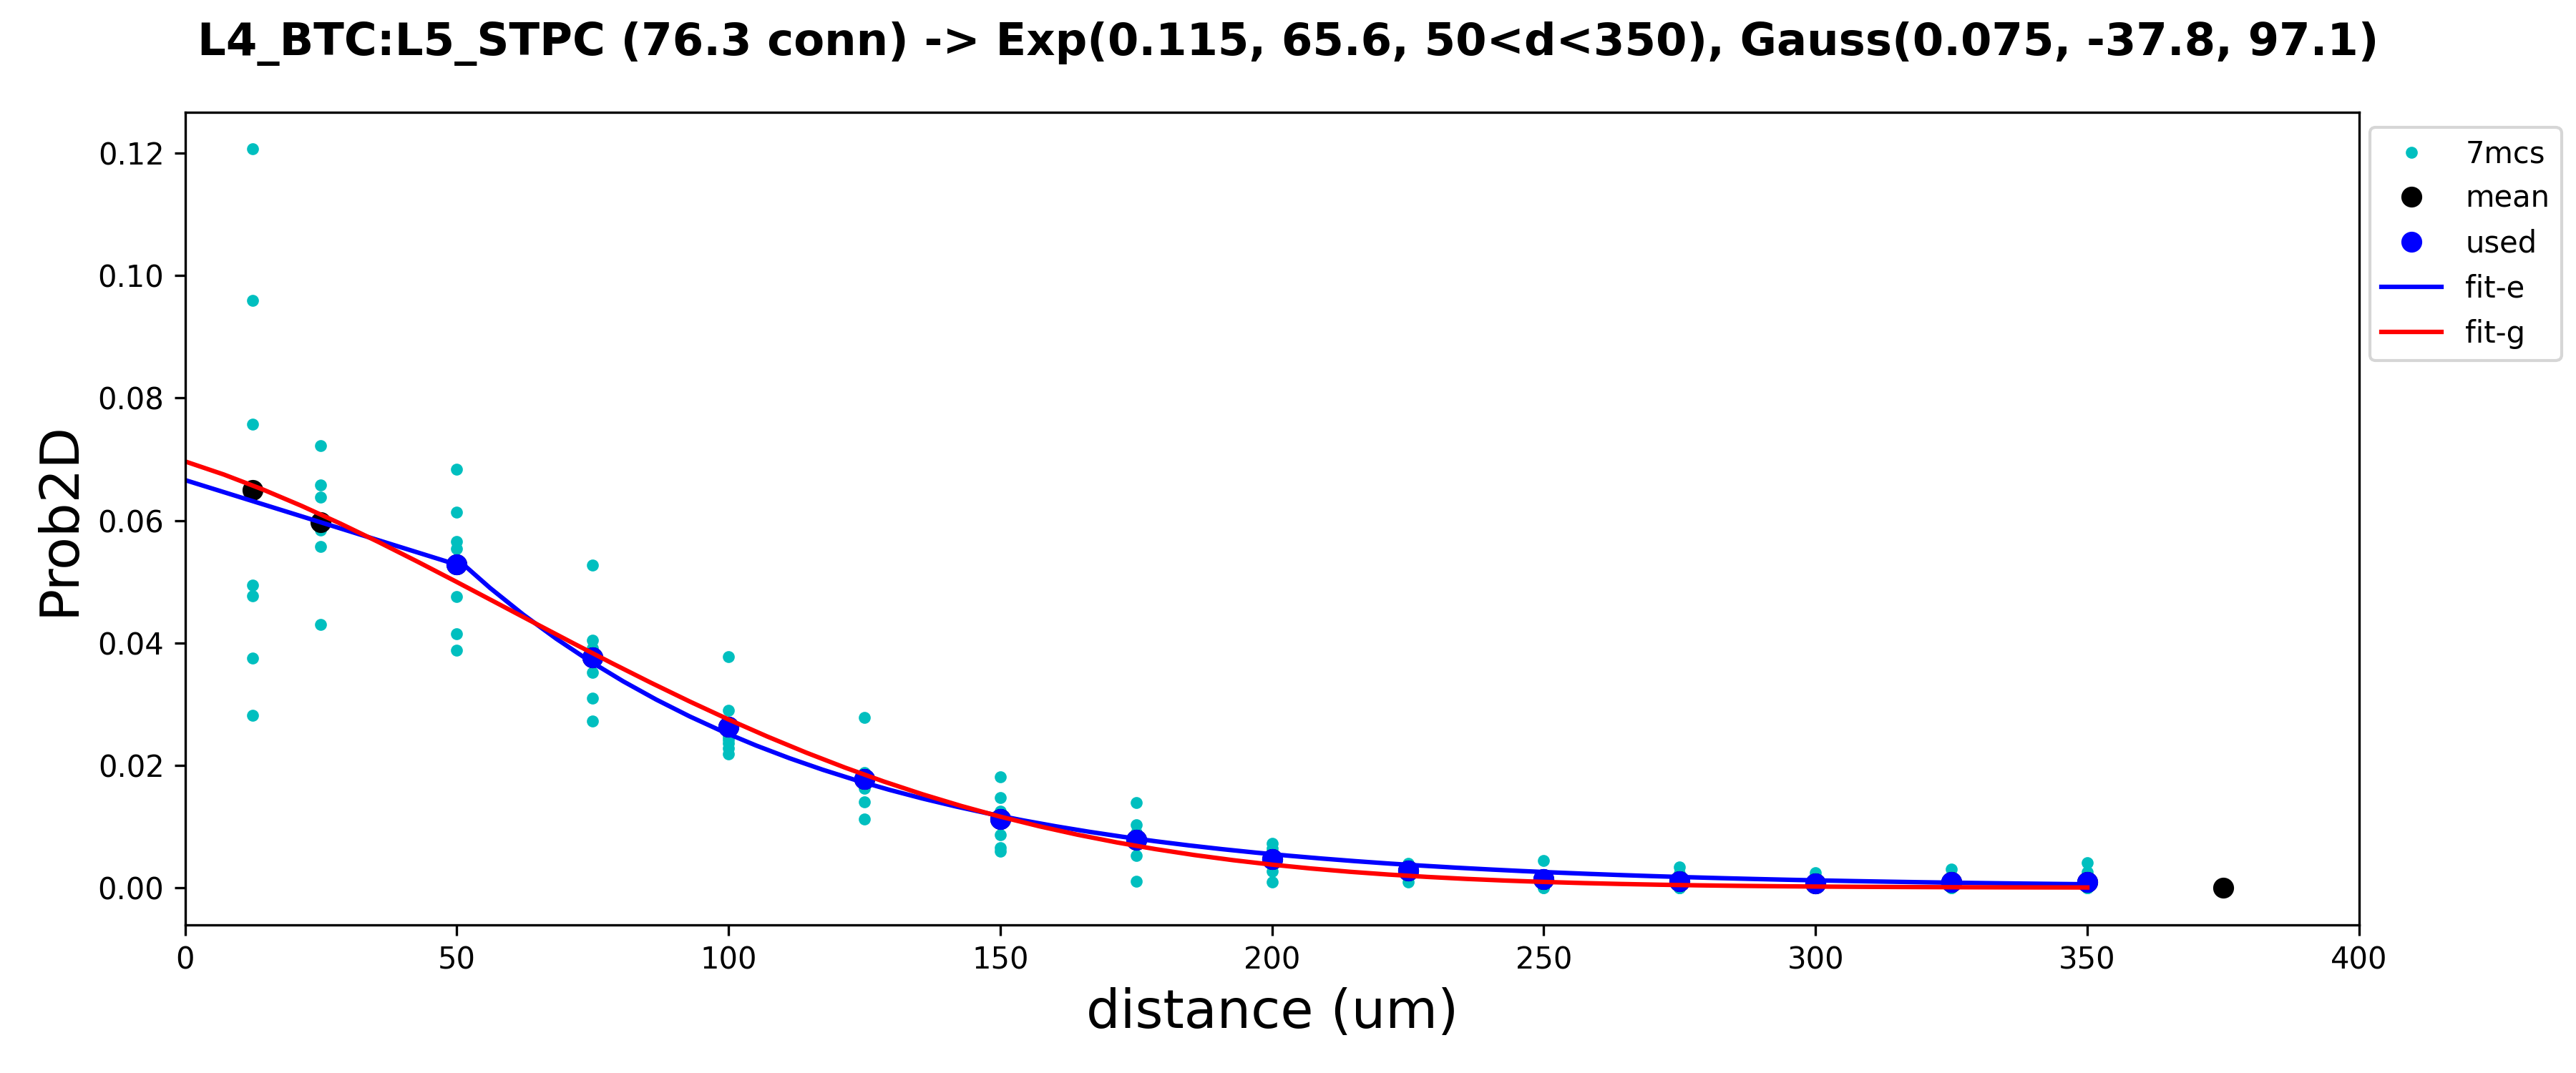 L4_BTC:L5_STPC (76.3 conn) -> Exp(0.115, 65.6, 50<d<350), Gauss(0.075, -37.8, 97.1)
0.12
0.10
0.08
0.06
0.04
0.02
0.00
Prob2D
0 50 100 150 200 250 300 350 400
distance (um)
7mcs
mean
used
fit-e
fit-g